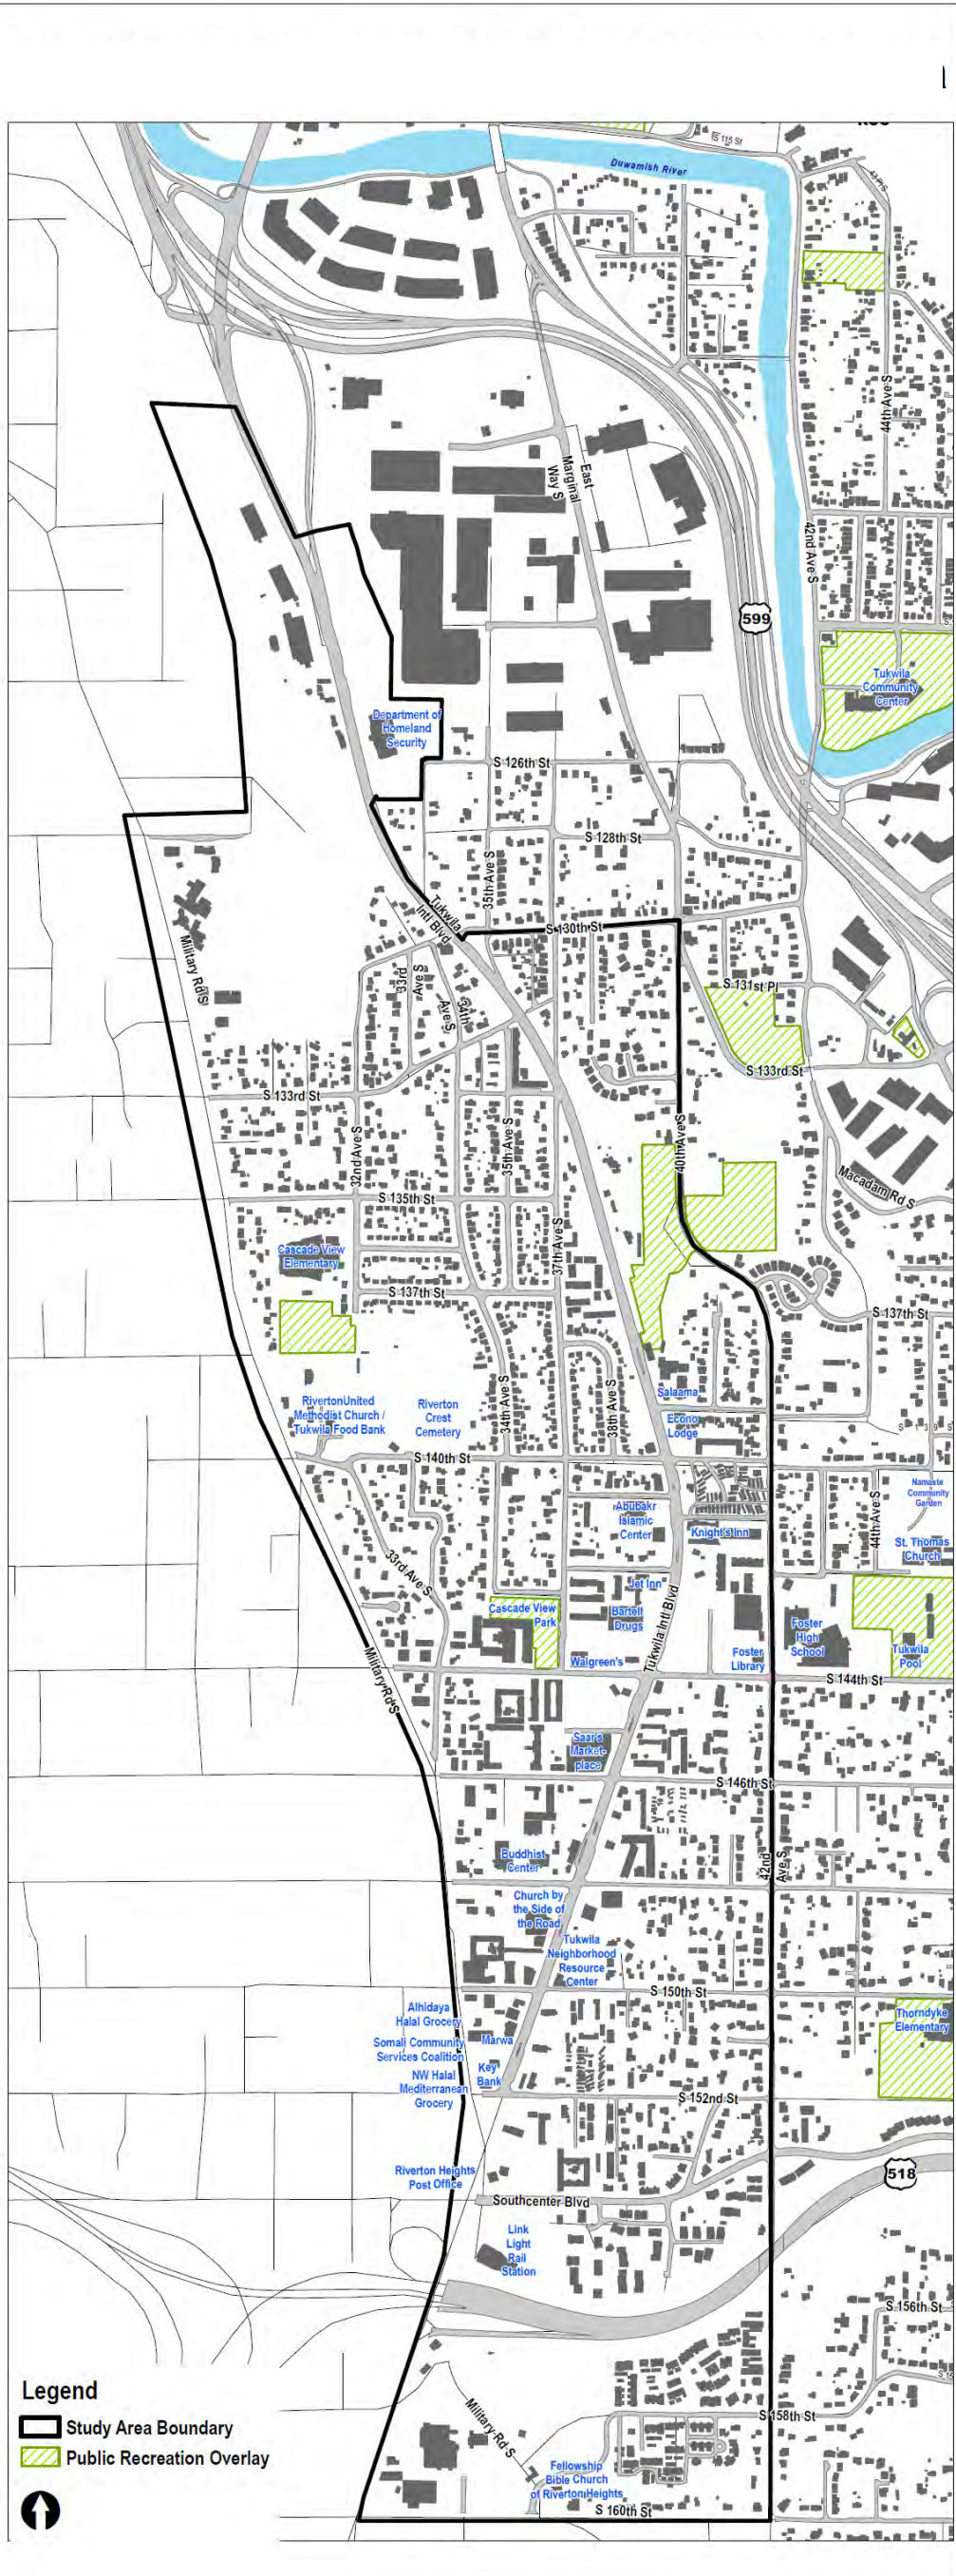 S 115 St
Duwamish River
44th Ave S
East
Marginal
Way S
42nd Ave S
599
Tukwila
Community
Center
Department of
Homeland
Security
S 126th St
S 128th St
35th Ave S
Tukwila
Intl Blvd
S 130th St
Military Rd S
33rd
Ave S
34th
Ave S
S 131st Pl
S 133rd St
S 133rd St
32nd Ave S
35th Ave S
40th Ave S
Macadam Rd S
S 135th St
37th Ave S
Cascade View
Elementary
S 137th St
S 137th St
34th Ave S
38th Ave S
Salaama
Econo
Lodge
RivertonUnited
Methodist Church /
Tukwila Food Bank
Riverton
Crest
Cemetery
S 140th St
Namaste
Community
Garden
44th Ave S
Abubakr
Islamic
Center
Knight's Inn
St. Thomas
Church
33rd Ave S
Jet Inn
Cascade View
Park
Bartell
Drugs
Tukwila Intl Blvd
Foster
High
School
Walgreen's
Foster
Library
Tukwila
Pool
Military Rd S
S 144th St
Saar's
Market-
place
S 146th St
Buddhist
Center
42nd
Ave S
Church by
the Side of
the Road
Tukwila
Neighborhood
Resource
Center
S 150th St
Alhidaya
Halal Grocery
Thorndyke
Elementary
Somali Community
Services Coalition
Marwa
NW Halal
Mediterranean
Grocery
Key
Bank
S 152nd St
Riverton Heights
Post Office
518
Southcenter Blvd
Link
Light
Rail
Station
S 156th St
Military Rd S
S 158th St
Fellowship
Bible Church
of Riverton Heights
S 160th St
Legend
Study Area Boundary
Public Recreation Overlay